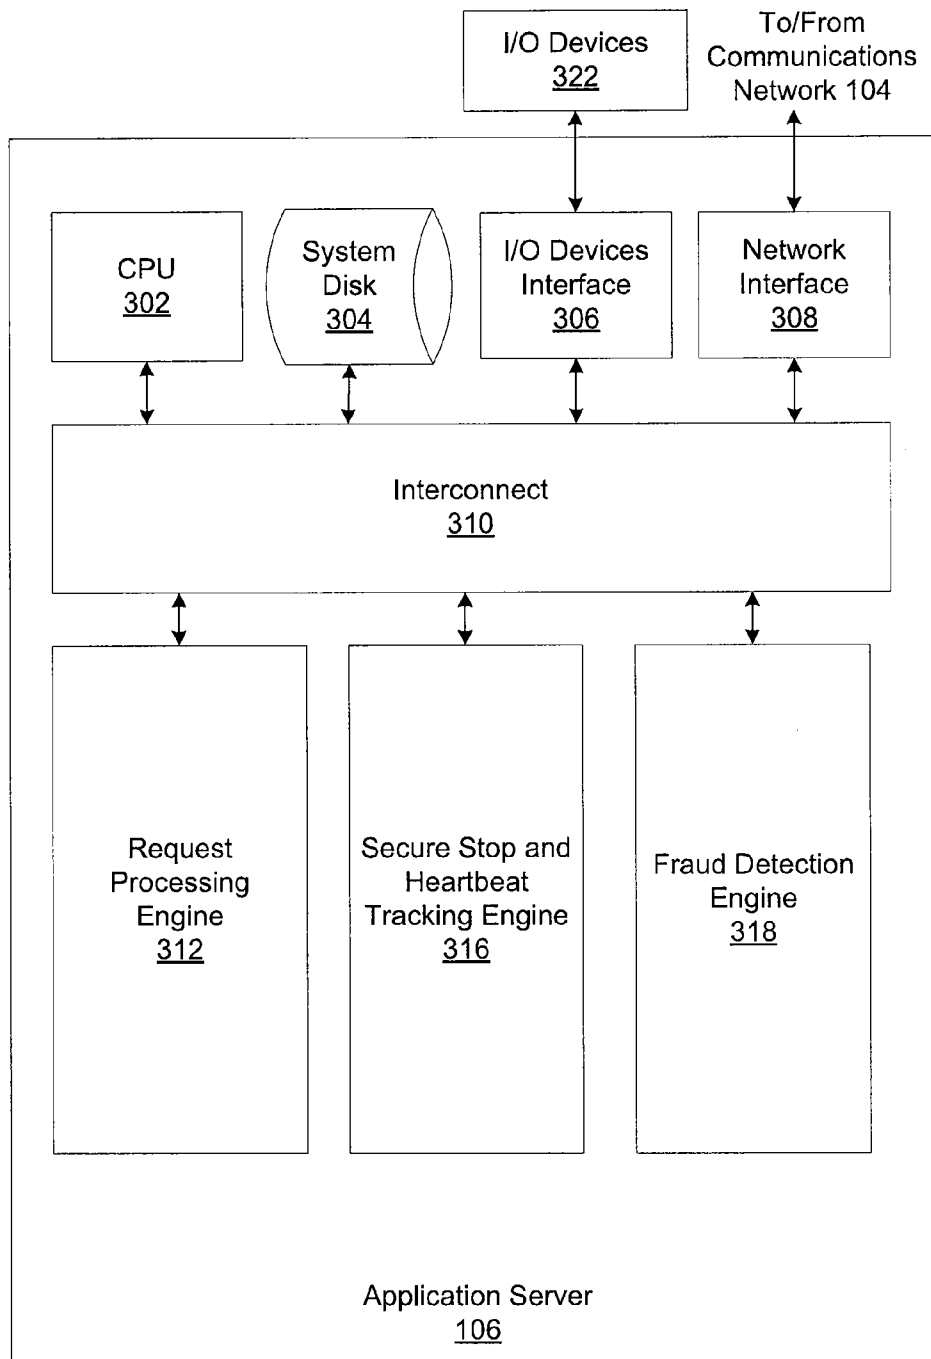 I/O Devices
322
To/From
Communications
Network 104
CPU
302
System
Disk
304
I/O Devices
Interface
306
Network
Interface
308
Interconnect
310
Request
Processing
Engine
312
Secure Stop and
Heartbeat
Tracking Engine
316
Fraud Detection
Engine
318
Application Server
106